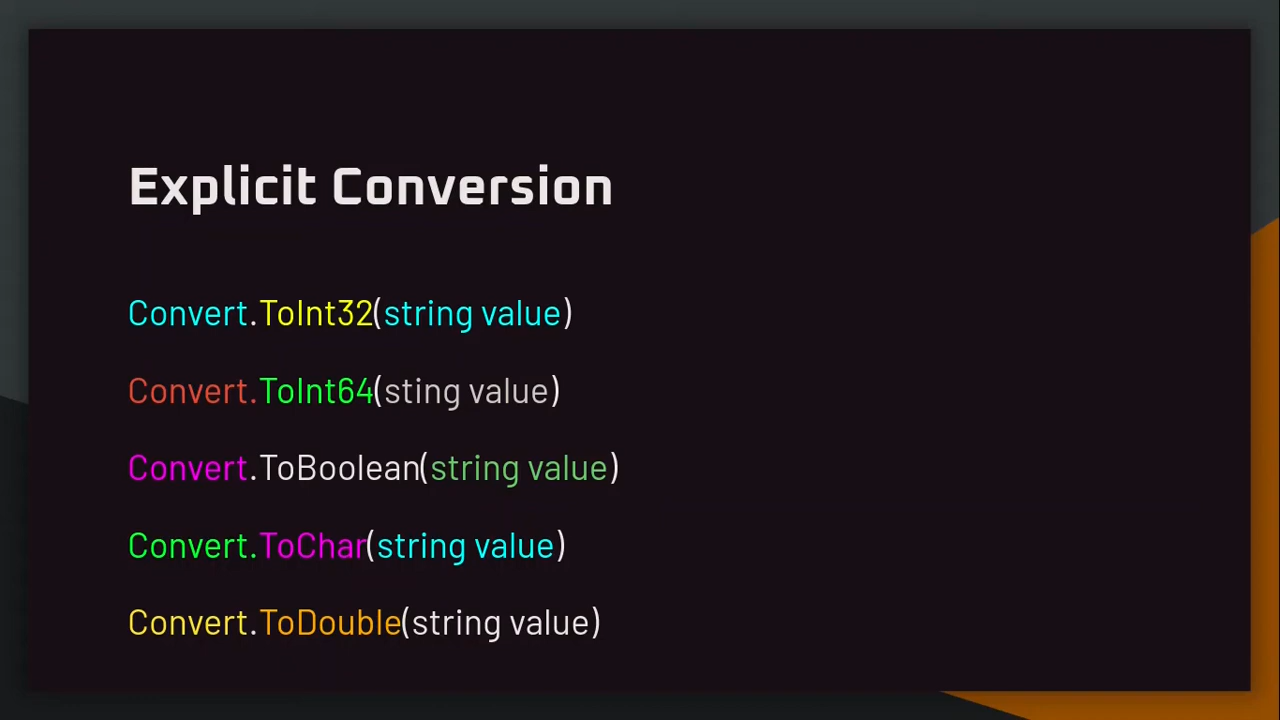 Explicit Conversion
Convert.ToInt32(string value)
Convert.ToInt64(sting value)
Convert.ToBoolean(string value)
Convert.ToChar(string value)
Convert.ToDouble(string value)